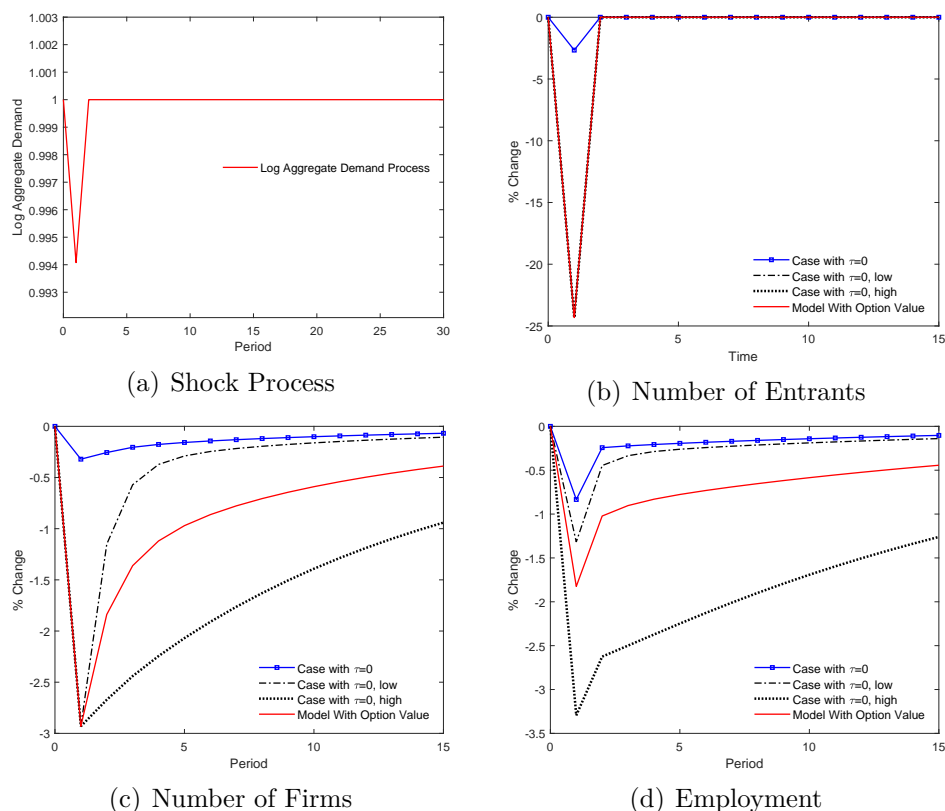 1.003
1.002
1.001
1
0.999
0.998
0.997
0.996
0.995
0.994
0.993
Log Aggregate Demand
Log Aggregate Demand Process
0 5 10 15 20 25 30
Period
(a) Shock Process
0
-5
-10
-15
-20
-25
% Change
Case with τ=0
Case with τ=0, low
Case with τ=0, high
Model With Option Value
0 5 10 15
Time
(b) Number of Entrants
0
-0.5
-1
-1.5
-2
-2.5
-3
% Change
Case with τ=0
Case with τ=0, low
Case with τ=0, high
Model With Option Value
0 5 10 15
Period
(c) Number of Firms
0
-0.5
-1
-1.5
-2
-2.5
-3
-3.5
% Change
Case with τ=0
Case with τ=0, low
Case with τ=0, high
Model With Option Value
0 5 10 15
Period
(d) Employment